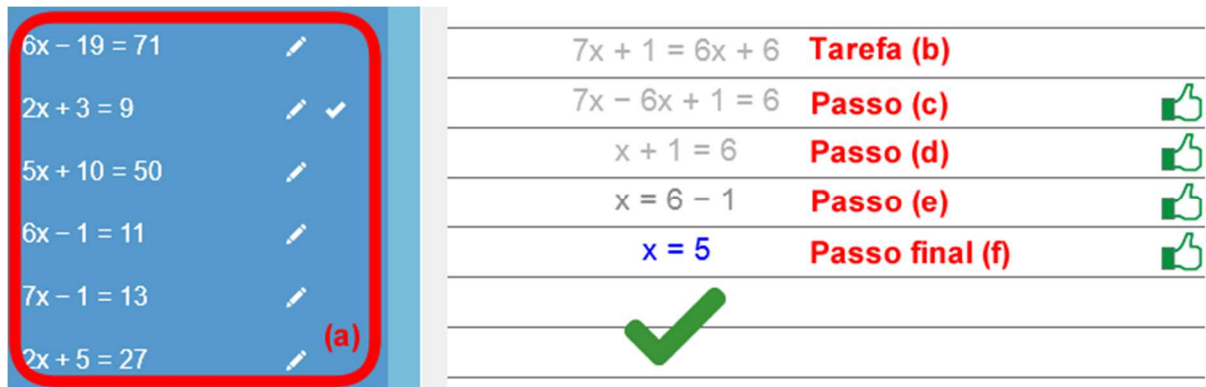 6x – 19 = 71
2x + 3 = 9
5x + 10 = 50
6x – 1 = 11
7x – 1 = 13
(a)
2x + 5 = 27
7x + 1 = 6x + 6 Tarefa (b)
7x − 6x + 1 = 6 Passo (c)
x + 1 = 6 Passo (d)
x = 6 − 1 Passo (e)
x = 5 Passo final (f)